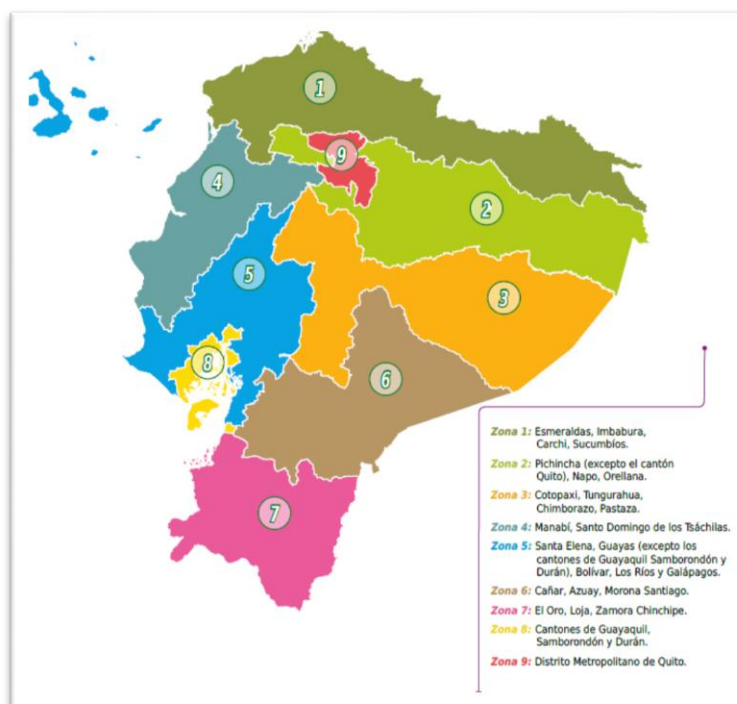 1
9
4
2
5
3
8
6
7
Zona 1: Esmeraldas, Imbabura,
Carchi, Sucumbíos.
Zona 2: Pichincha (excepto el cantón
Quito), Napo, Orellana.
Zona 3: Cotopaxi, Tungurahua,
Chimborazo, Pastaza.
Zona 4: Manabí, Santo Domingo de los Tsáchilas.
Zona 5: Santa Elena, Guayas (excepto los
cantones de Guayaquil Samborondón y
Durán), Bolívar, Los Ríos y Galápagos.
Zona 6: Cañar, Azuay, Morona Santiago.
Zona 7: El Oro, Loja, Zamora Chinchipe.
Zona 8: Cantones de Guayaquil,
Samborondón y Durán.
Zona 9: Distrito Metropolitano de Quito.